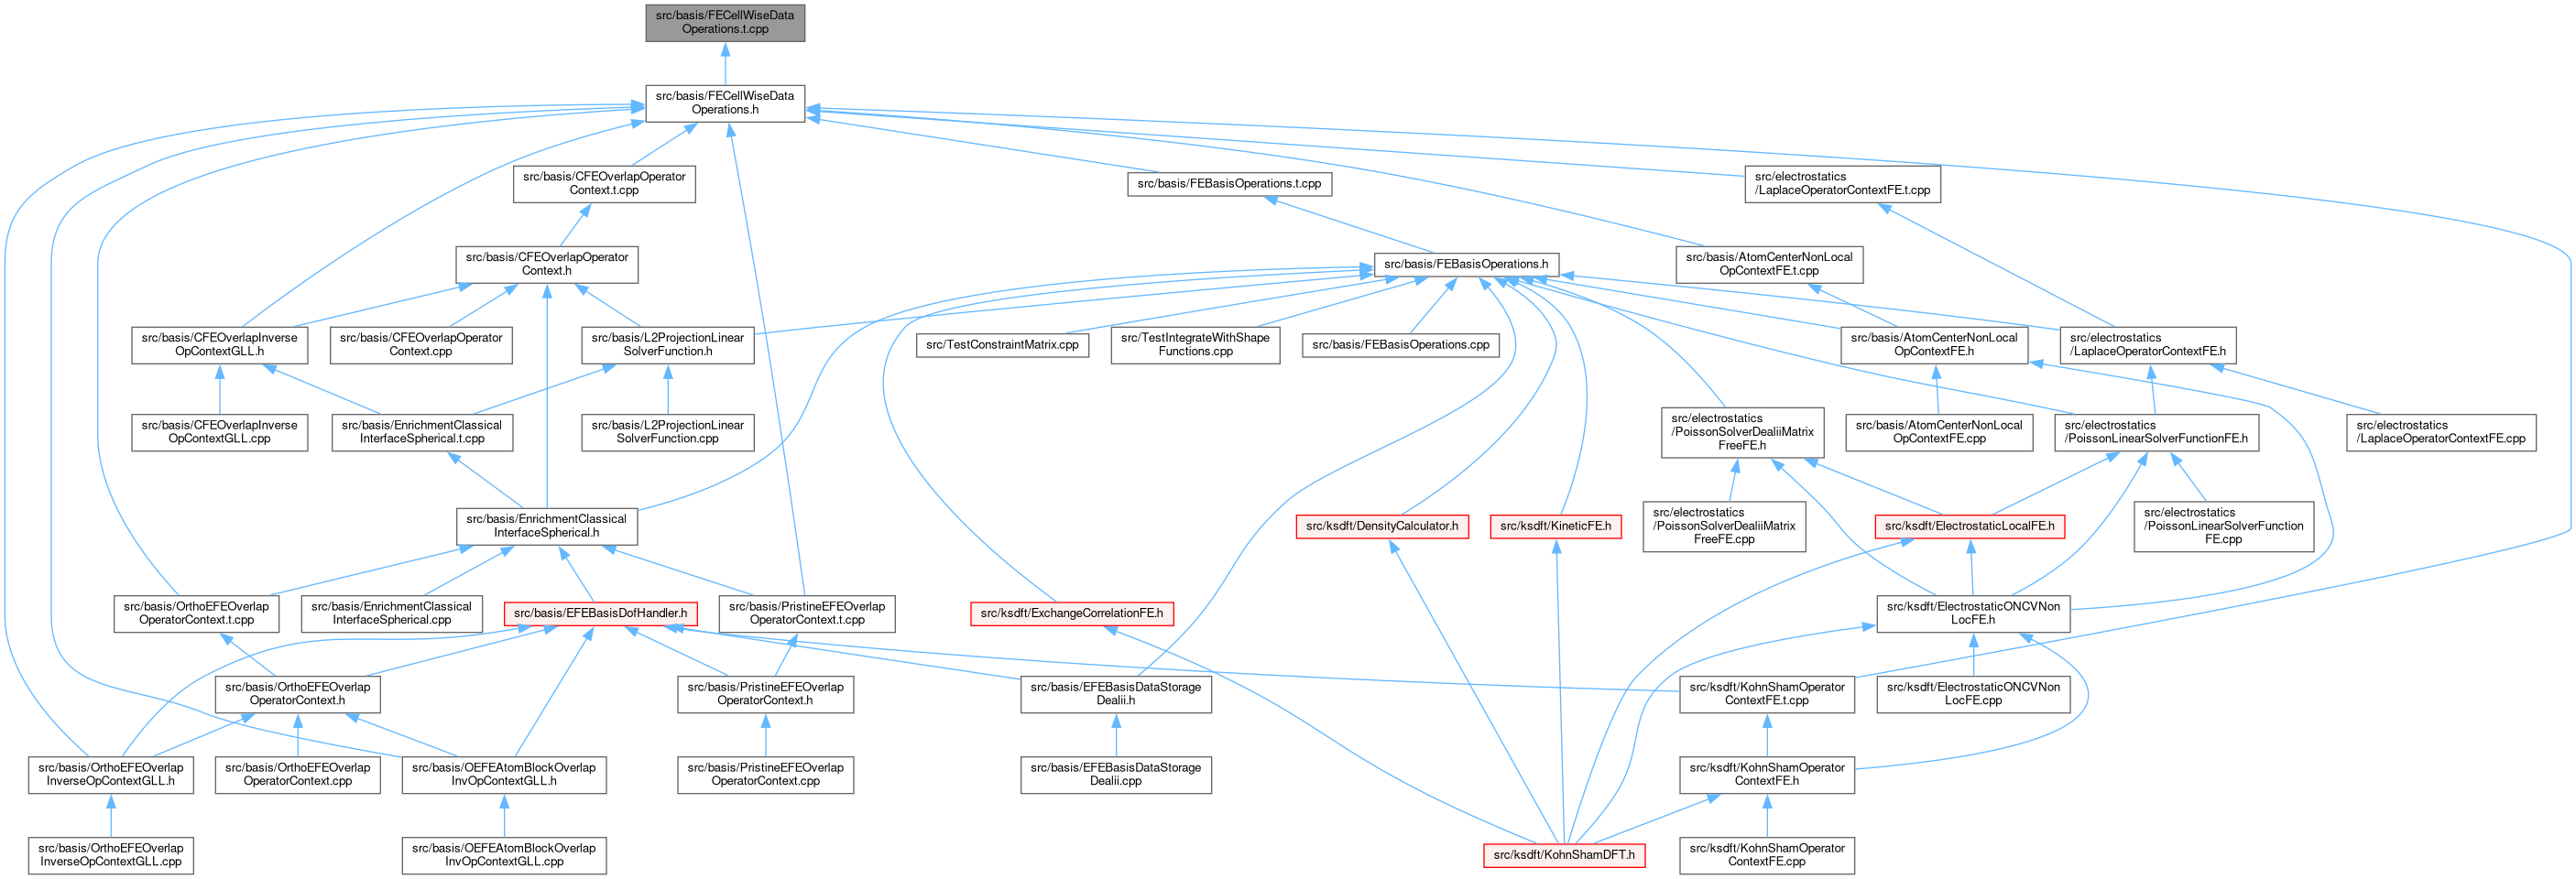 src/basis/FECellWiseData
Operations.t.cpp
src/basis/FECellWiseData
Operations.h
src/basis/CFEOverlapOperator
Context.t.cpp
src/basis/FEBasisOperations.t.cpp
src/electrostatics
/LaplaceOperatorContextFE.t.cpp
src/basis/CFEOverlapOperator
Context.h
src/basis/FEBasisOperations.h
src/basis/AtomCenterNonLocal
OpContextFE.t.cpp
src/basis/CFEOverlapInverse
OpContextGLL.h
src/basis/CFEOverlapOperator
Context.cpp
src/basis/L2ProjectionLinear
SolverFunction.h
src/TestConstraintMatrix.cpp
src/TestIntegrateWithShape
Functions.cpp
src/basis/FEBasisOperations.cpp
src/basis/AtomCenterNonLocal
OpContextFE.h
src/electrostatics
/LaplaceOperatorContextFE.h
src/basis/CFEOverlapInverse
OpContextGLL.cpp
src/basis/EnrichmentClassical
InterfaceSpherical.t.cpp
src/basis/L2ProjectionLinear
SolverFunction.cpp
src/electrostatics
/PoissonSolverDealiiMatrix
FreeFE.h
src/basis/AtomCenterNonLocal
OpContextFE.cpp
src/electrostatics
/PoissonLinearSolverFunctionFE.h
src/electrostatics
/LaplaceOperatorContextFE.cpp
src/basis/EnrichmentClassical
InterfaceSpherical.h
src/ksdft/DensityCalculator.h
src/ksdft/KineticFE.h
src/electrostatics
/PoissonSolverDealiiMatrix
FreeFE.cpp
src/ksdft/ElectrostaticLocalFE.h
src/electrostatics
/PoissonLinearSolverFunction
FE.cpp
src/basis/OrthoEFEOverlap
OperatorContext.t.cpp
src/basis/EnrichmentClassical
InterfaceSpherical.cpp
src/basis/EFEBasisDofHandler.h
src/basis/PristineEFEOverlap
OperatorContext.t.cpp
src/ksdft/ExchangeCorrelationFE.h
src/ksdft/ElectrostaticONCVNon
LocFE.h
src/basis/OrthoEFEOverlap
OperatorContext.h
src/basis/PristineEFEOverlap
OperatorContext.h
src/basis/EFEBasisDataStorage
Dealii.h
src/ksdft/KohnShamOperator
ContextFE.t.cpp
src/ksdft/ElectrostaticONCVNon
LocFE.cpp
src/basis/OrthoEFEOverlap
InverseOpContextGLL.h
src/basis/OrthoEFEOverlap
OperatorContext.cpp
src/basis/OEFEAtomBlockOverlap
InvOpContextGLL.h
src/basis/PristineEFEOverlap
OperatorContext.cpp
src/basis/EFEBasisDataStorage
Dealii.cpp
src/ksdft/KohnShamOperator
ContextFE.h
src/basis/OrthoEFEOverlap
InverseOpContextGLL.cpp
src/basis/OEFEAtomBlockOverlap
InvOpContextGLL.cpp
src/ksdft/KohnShamDFT.h
src/ksdft/KohnShamOperator
ContextFE.cpp